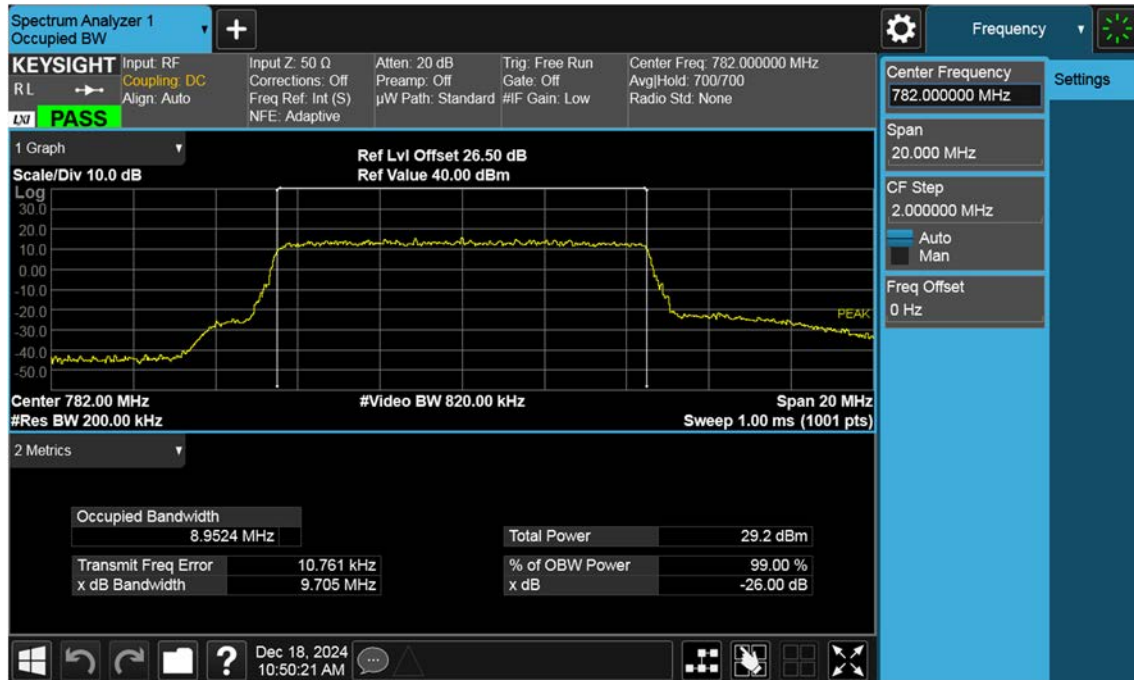 Spectrum Analyzer 1
Occupied BW
+
Frequency
KEYSIGHT
Input: RF
Coupling: DC
Align: Auto
Input Z: 50 Ω
Corrections: Off
Freq Ref: Int (S)
NFE: Adaptive
Atten: 20 dB
Preamp: Off
µW Path: Standard
Trig: Free Run
Gate: Off
#IF Gain: Low
Center Freq: 782.000000 MHz
Avg|Hold: 700/700
Radio Std: None
R L
LXI
PASS
Center Frequency
782.000000 MHz
Settings
Span
20.000 MHz
CF Step
2.000000 MHz
Auto
Man
Freq Offset
0 Hz
1 Graph
Scale/Div 10.0 dB
Ref Lvl Offset 26.50 dB
Ref Value 40.00 dBm
Log
30.0
20.0
10.0
0.00
-10.0
-20.0
-30.0
-40.0
-50.0
PEAK
Center 782.00 MHz
#Video BW 820.00 kHz
Span 20 MHz
#Res BW 200.00 kHz
Sweep 1.00 ms (1001 pts)
2 Metrics
Occupied Bandwidth
8.9524 MHz
Total Power 29.2 dBm
Transmit Freq Error 10.761 kHz
% of OBW Power 99.00 %
x dB Bandwidth 9.705 MHz
x dB -26.00 dB
?
Dec 18, 2024
10:50:21 AM